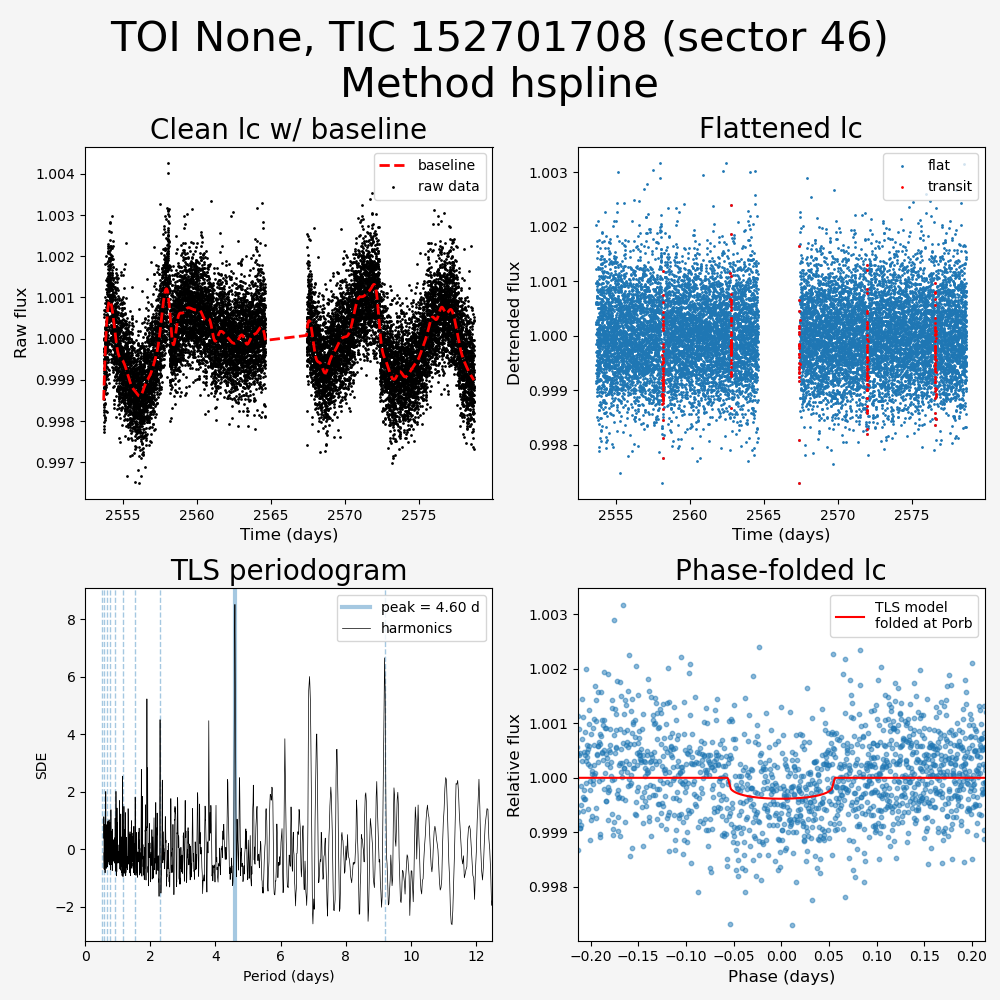 TOI None, TIC 152701708 (sector 46)
Method hspline
Clean lc w/ baseline
Flattened lc
baseline
raw data
flat
transit
1.004
1.003
1.002
1.001
1.000
0.999
0.998
0.997
Raw flux
2555
2560
2565
2570
2575
Time (days)
1.003
1.002
1.001
1.000
0.999
0.998
Detrended flux
2555
2560
2565
2570
2575
Time (days)
TLS periodogram
Phase-folded lc
peak = 4.60 d
harmonics
TLS model
folded at Porb
8
6
4
2
0
−2
SDE
0
2
4
6
8
10
12
Period (days)
1.003
1.002
1.001
1.000
0.999
0.998
Relative flux
−0.20
−0.15
−0.10
−0.05
0.00
0.05
0.10
0.15
0.20
Phase (days)